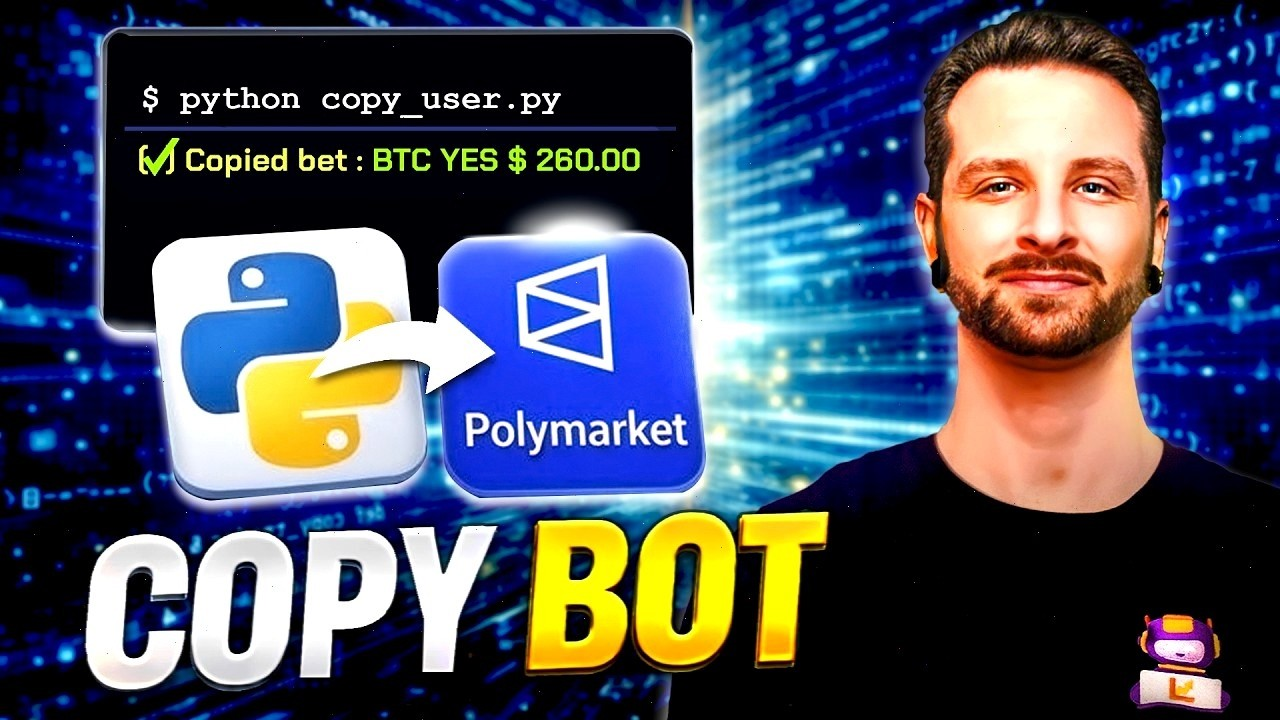 $ python copy_user.py
Copied bet : BTC YES $ 260.00
Polymarket
COPY BOT